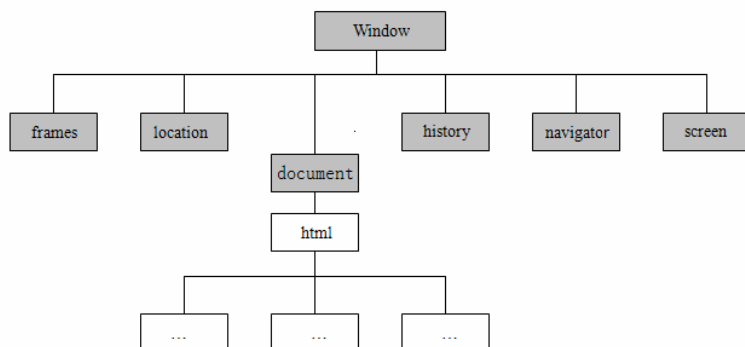 Window
frames
location
history
navigator
screen
document
html
...
...
...